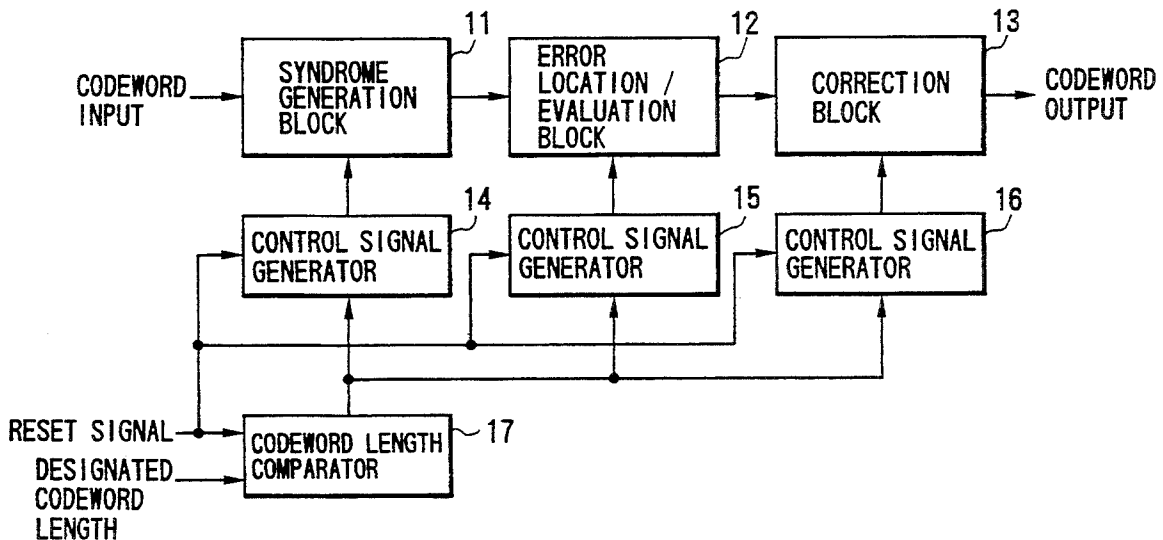 11
12
13
CODEWORD
INPUT
SYNDROME
GENERATION
BLOCK
ERROR
LOCATION /
EVALUATION
BLOCK
CORRECTION
BLOCK
CODEWORD
OUTPUT
14
15
16
CONTROL SIGNAL
GENERATOR
CONTROL SIGNAL
GENERATOR
CONTROL SIGNAL
GENERATOR
RESET SIGNAL
DESIGNATED
CODEWORD
LENGTH
CODEWORD LENGTH
COMPARATOR
17